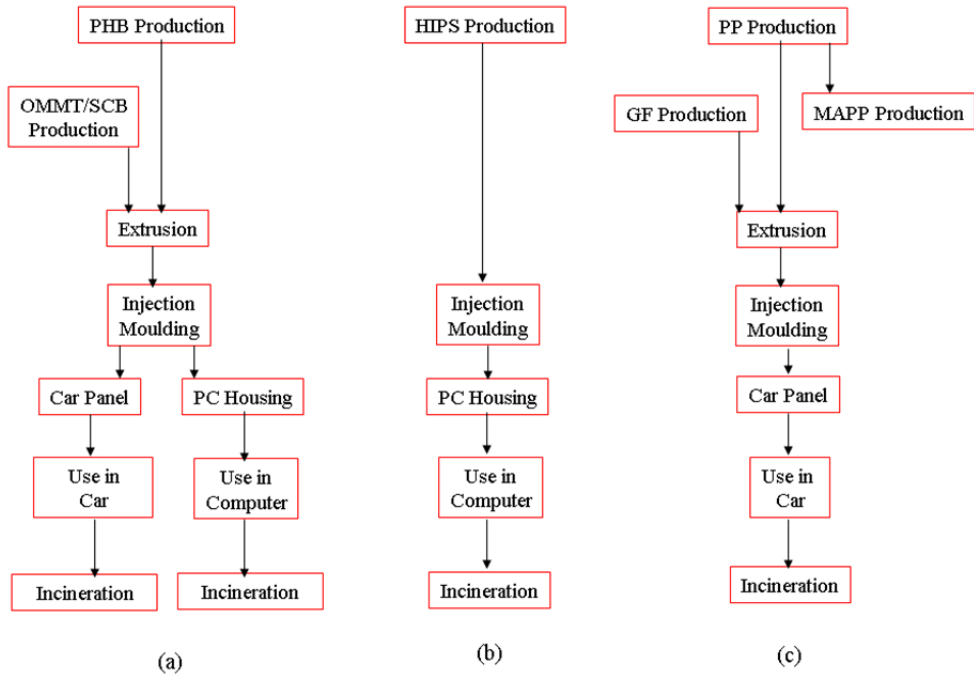 PHB Production
OMMT/SCB
Production
Extrusion
Injection
Moulding
Car Panel
PC Housing
Use in
Car
Use in
Computer
Incineration
Incineration
(a)
HIPS Production
Injection
Moulding
PC Housing
Use in
Computer
Incineration
(b)
PP Production
GF Production
MAPP Production
Extrusion
Injection
Moulding
Car Panel
Use in
Car
Incineration
(c)